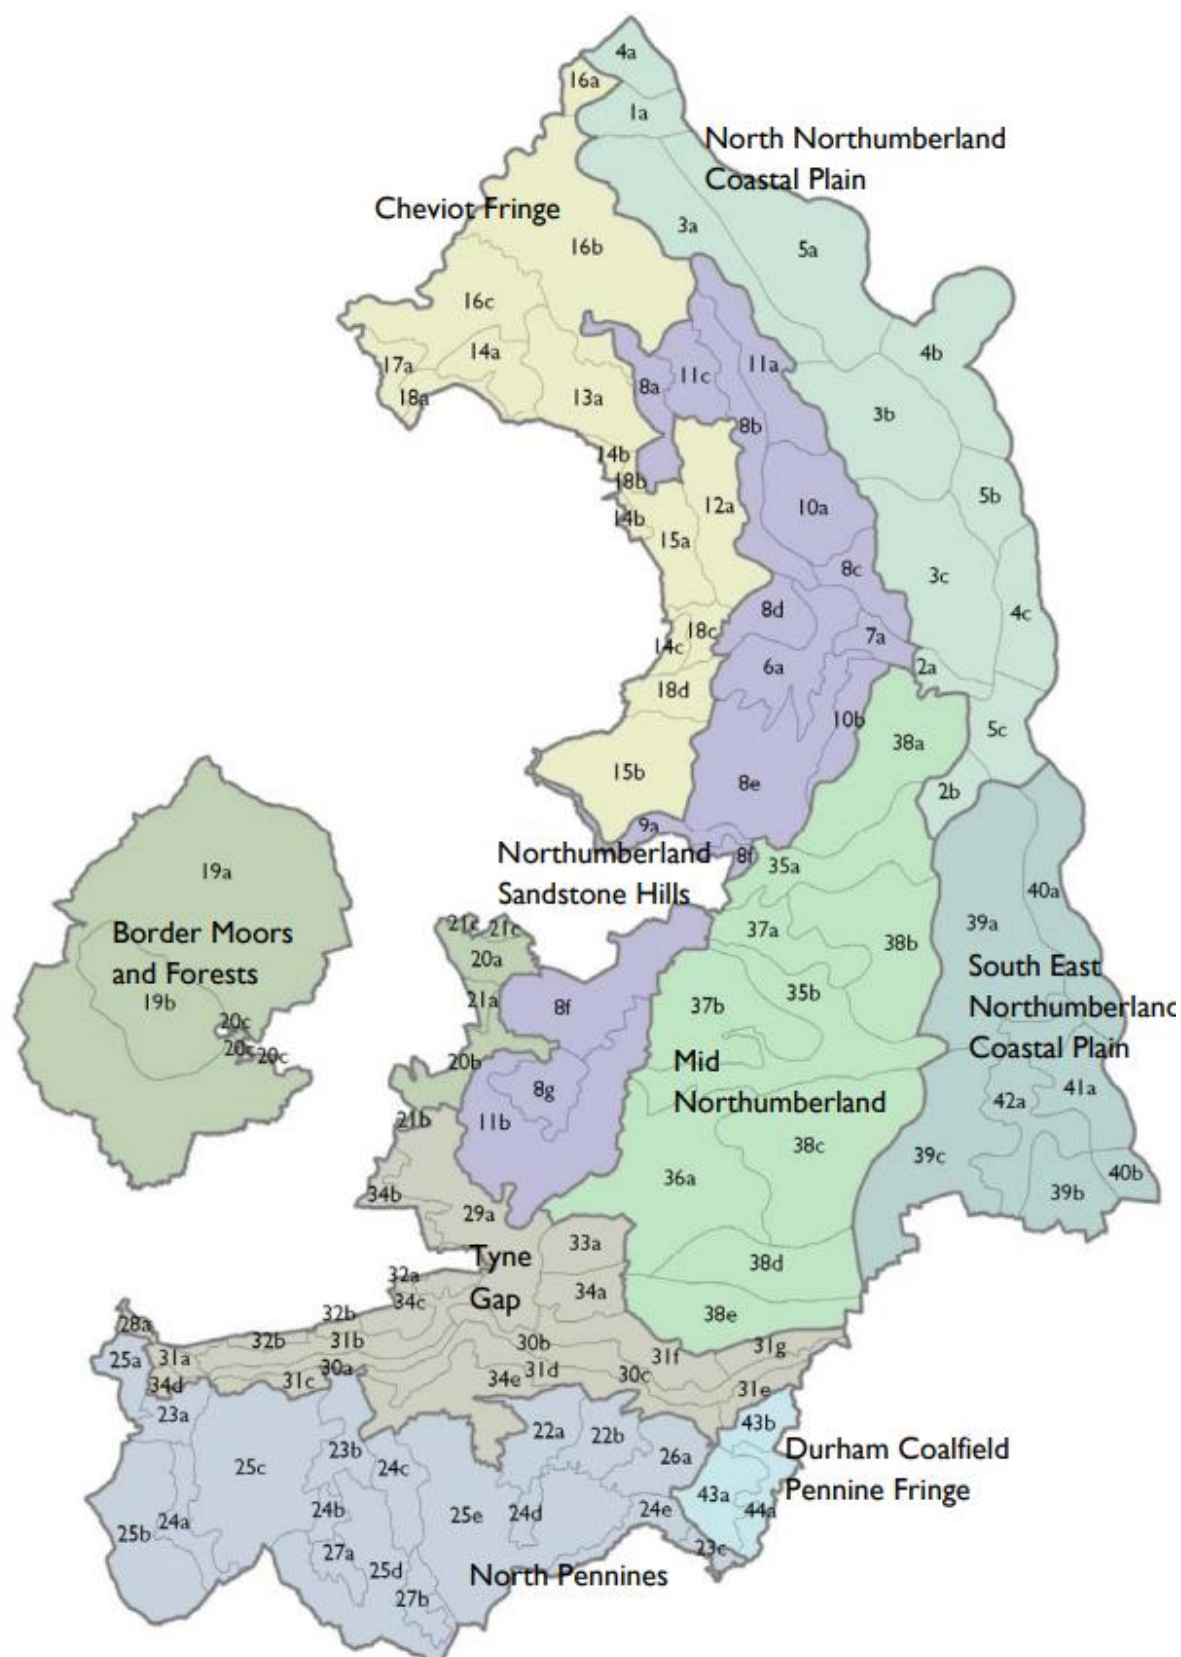 4a
16a
1a
North Northumberland
Coastal Plain
Cheviot Fringe
3a
16b
5a
16c
14a
17a
18a
13a
8a
11c
11a
4b
3b
8b
14b
18b
14b
12a
15a
10a
5b
8c
3c
4c
8d
7a
18c
14c
6a
2a
18d
10b
5c
38a
15b
8e
2b
9a
Northumberland
Sandstone Hills
8f
35a
19a
Border Moors
and Forests
19b
20c
20c
20c
21c
21c
20a
21a
20b
21b
8f
8g
11b
37a
38b
37b
35b
Mid
Northumberland
38c
36a
38d
38e
40a
39a
South East
Northumberland
Coastal Plain
41a
42a
39c
39b
40b
34b
29a
33a
Tyne
Gap
32a
34c
34a
28a
32b
32b
31b
30b
31f
31g
25a
31a
34d
31c
30a
34e
31d
30c
31e
23a
22a
22b
26a
43b
Durham Coalfield
Pennine Fringe
25c
23b
24c
43a
44a
25b
24a
24b
25e
24d
24e
27a
25d
23c
North Pennines
27b